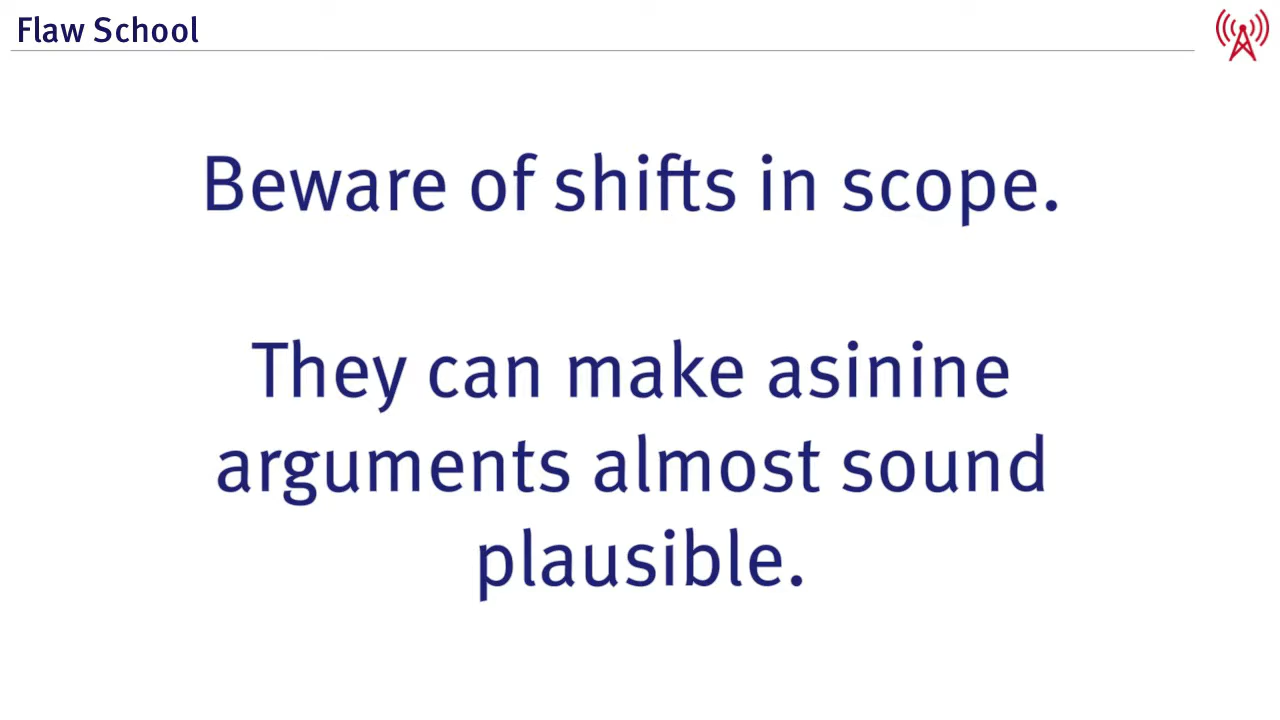 Flaw School
Beware of shifts in scope.
They can make asinine
arguments almost sound
plausible.